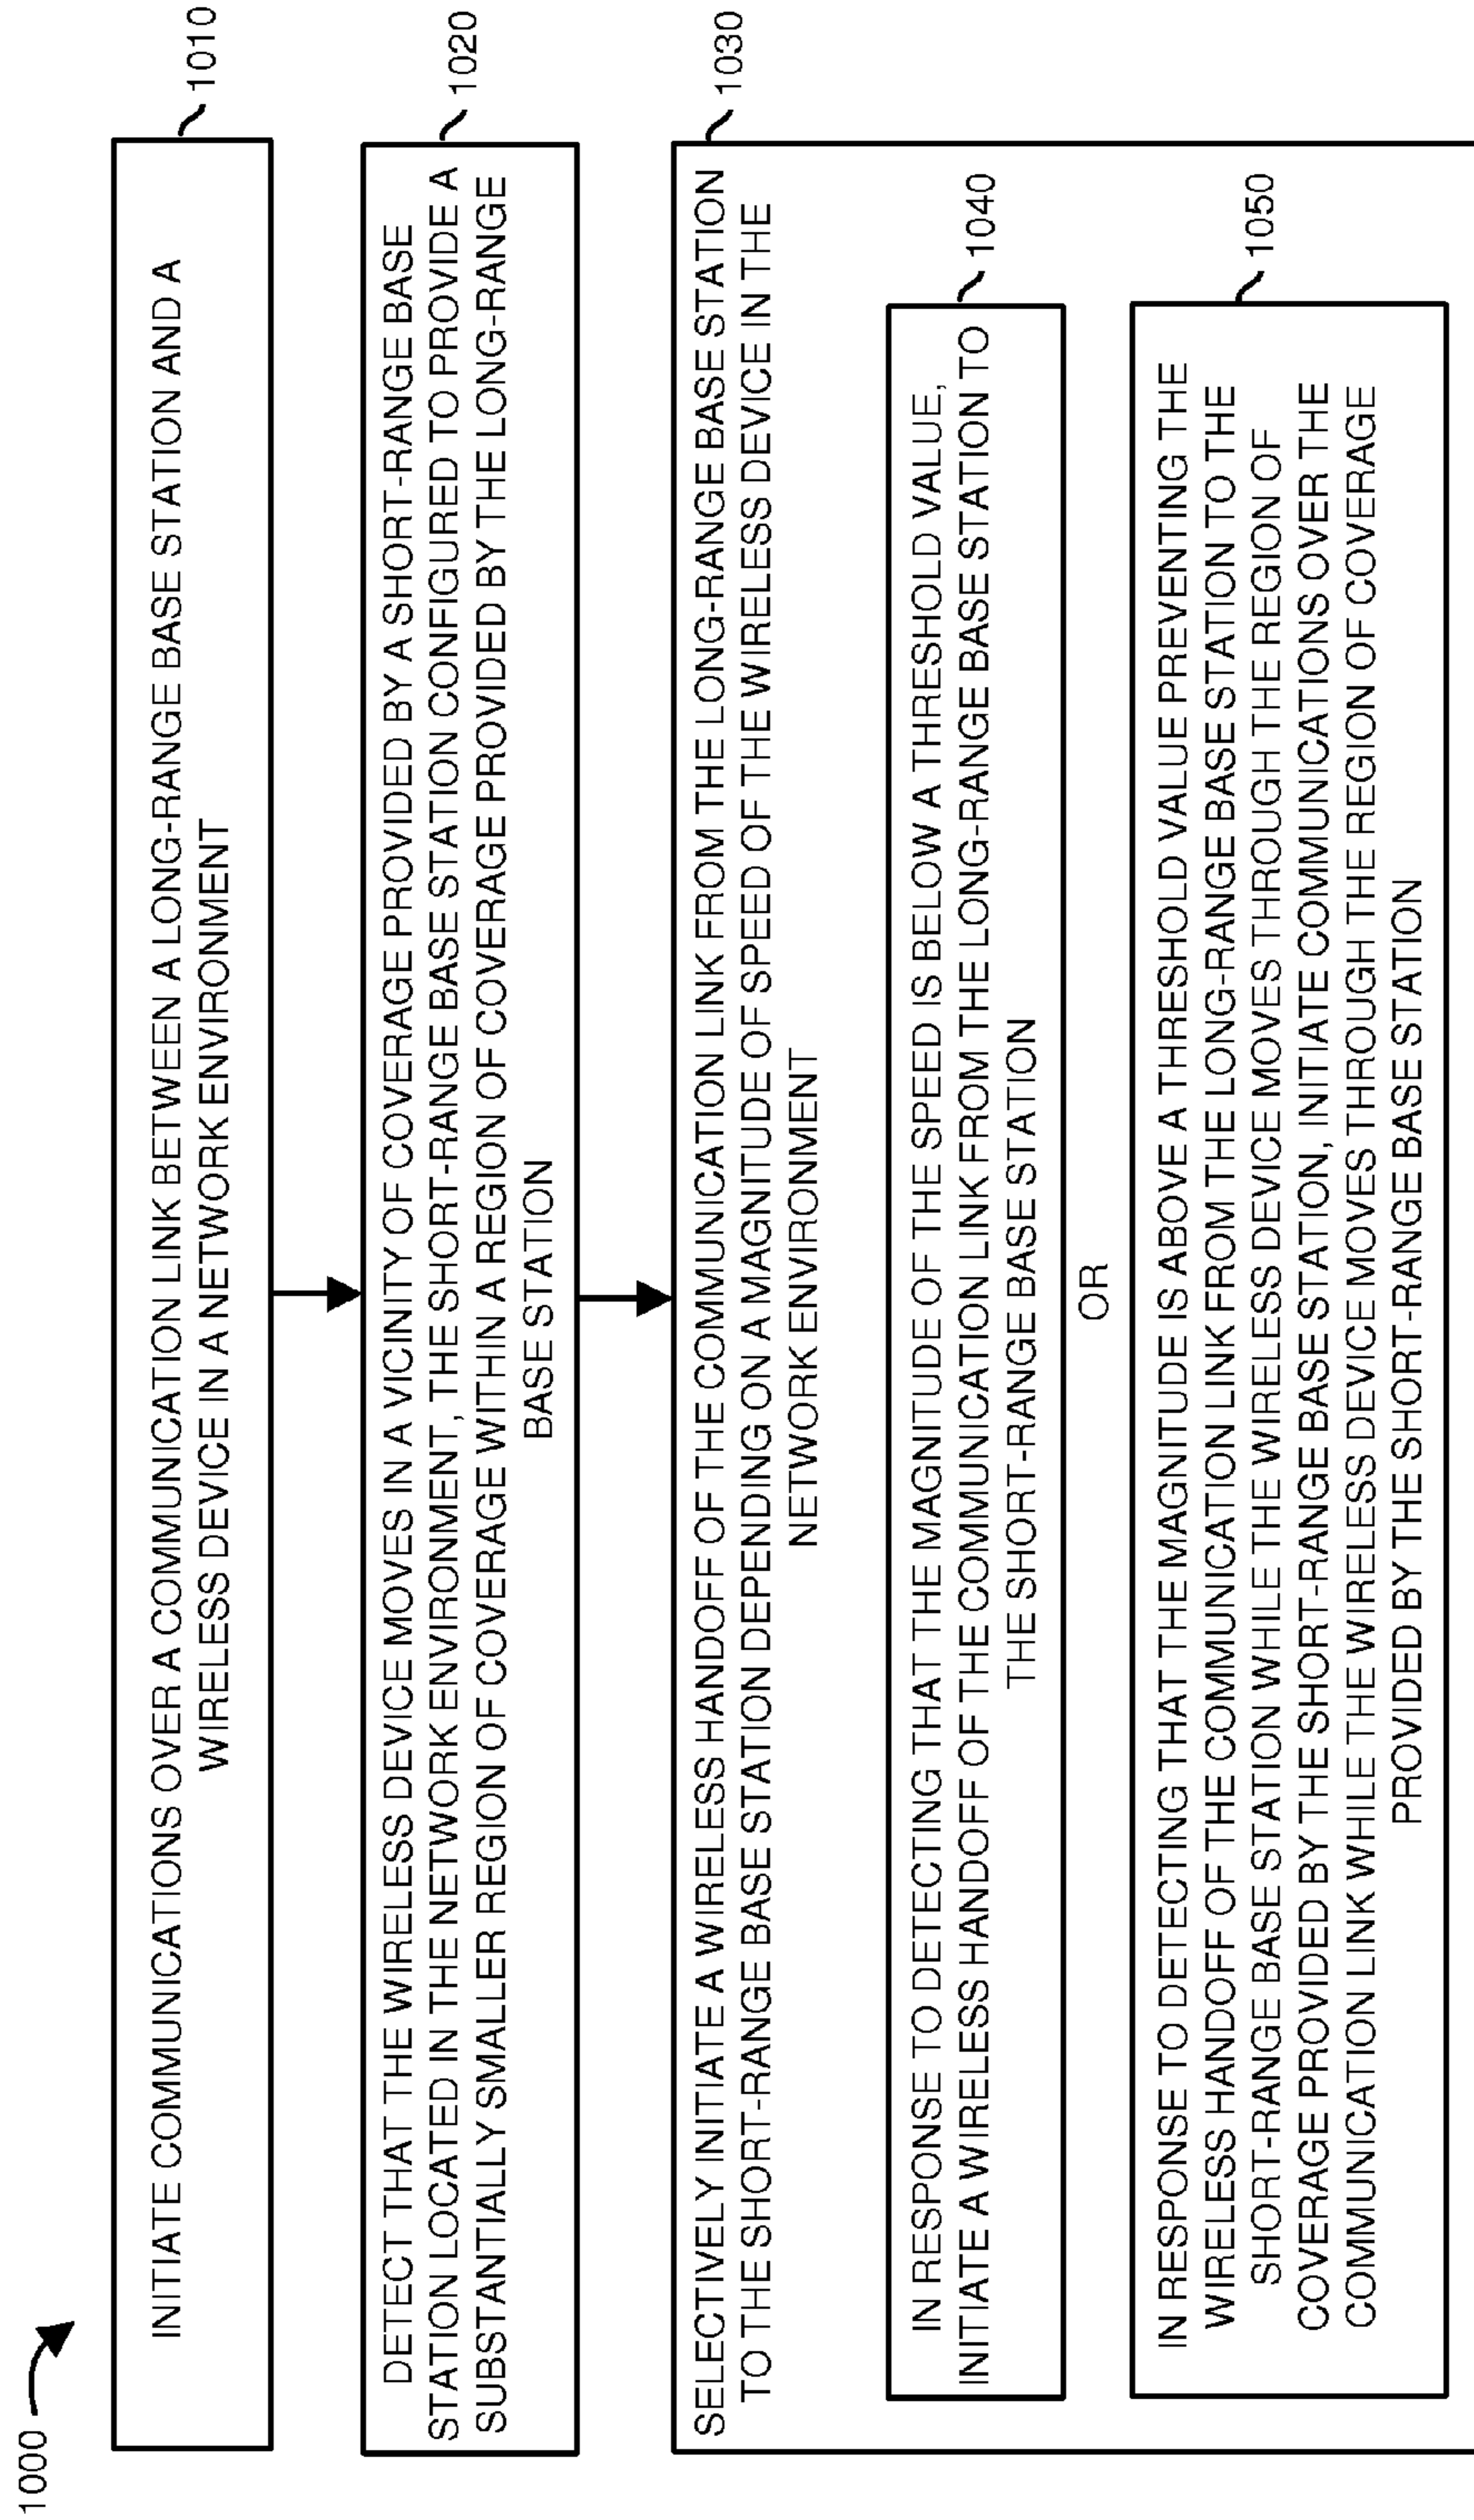 1000
INITIATE COMMUNICATIONS OVER A COMMUNICATION LINK BETWEEN A LONG-RANGE BASE STATION AND A
WIRELESS DEVICE IN A NETWORK ENVIRONMENT
1010
DETECT THAT THE WIRELESS DEVICE MOVES IN A VICINITY OF COVERAGE PROVIDED BY A SHORT-RANGE BASE
STATION LOCATED IN THE NETWORK ENVIRONMENT, THE SHORT-RANGE BASE STATION CONFIGURED TO PROVIDE A
SUBSTANTIALLY SMALLER REGION OF COVERAGE WITHIN A REGION OF COVERAGE PROVIDED BY THE LONG-RANGE
BASE STATION
1020
SELECTIVELY INITIATE A WIRELESS HANDOFF OF THE COMMUNICATION LINK FROM THE LONG-RANGE BASE STATION
TO THE SHORT-RANGE BASE STATION DEPENDING ON A MAGNITUDE OF SPEED OF THE WIRELESS DEVICE IN THE
NETWORK ENVIRONMENT
1030
IN RESPONSE TO DETECTING THAT THE MAGNITUDE OF THE SPEED IS BELOW A THRESHOLD VALUE,
INITIATE A WIRELESS HANDOFF OF THE COMMUNICATION LINK FROM THE LONG-RANGE BASE STATION TO
THE SHORT-RANGE BASE STATION
1040
OR
IN RESPONSE TO DETECTING THAT THE MAGNITUDE IS ABOVE A THRESHOLD VALUE PREVENTING THE
WIRELESS HANDOFF OF THE COMMUNICATION LINK FROM THE LONG-RANGE BASE STATION TO THE
SHORT-RANGE BASE STATION WHILE THE WIRELESS DEVICE MOVES THROUGH THE REGION OF
COVERAGE PROVIDED BY THE SHORT-RANGE BASE STATION, INITIATE COMMUNICATIONS OVER THE
COMMUNICATION LINK WHILE THE WIRELESS DEVICE MOVES THROUGH THE REGION OF COVERAGE
PROVIDED BY THE SHORT-RANGE BASE STATION
1050